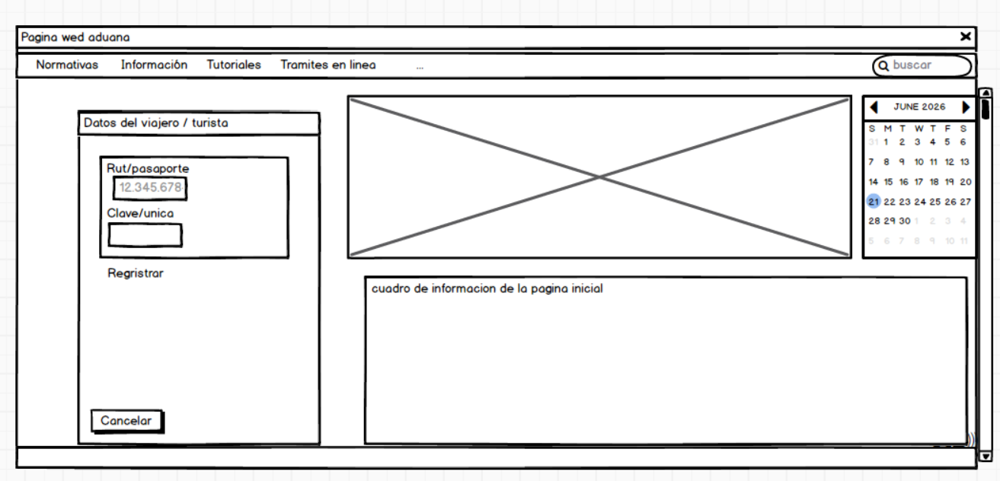 Pagina wed aduana
Normativas Información Tutoriales Tramites en linea ... buscar
Datos del viajero / turista
Rut/pasaporte
12.345.678
Clave/unica
Regristrar
Cancelar
JUNE 2026
S M T W T F S
31 1 2 3 4 5 6
7 8 9 10 11 12 13
14 15 16 17 18 19 20
21 22 23 24 25 26 27
28 29 30 1 2 3 4
5 6 7 8 9 10 11
cuadro de informacion de la pagina inicial